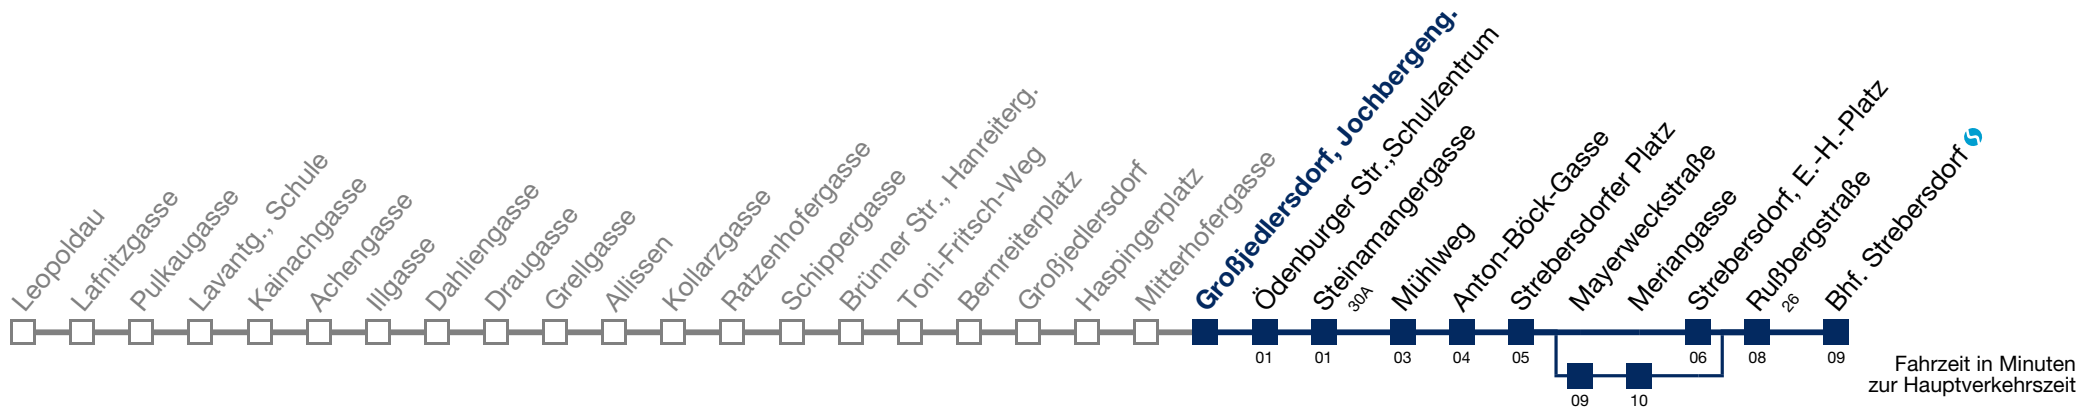 Leopoldau
Lafnitzgasse
Pulkaugasse
Lavantg., Schule
Kainachgasse
Achengasse
Illgasse
Dahliengasse
Draugasse
Grellgasse
Allissen
Kollarzgasse
Ratzenhofergasse
Schippergasse
Brünner Str., Hanreiterg.
Toni-Fritsch-Weg
Bernreiterplatz
Großjedlersdorf
Haspingerplatz
Mitterhofergasse
Großjedlersdorf, Jochbergeng.
Ödenburger Str.,Schulzentrum
Steinamangergasse
30A
Mühlweg
Anton-Böck-Gasse
Strebersdorfer Platz
Mayerweckstraße
Meriangasse
Strebersdorf, E.-H.-Platz
Rußbergstraße
26
Bhf. Strebersdorf
01
01
03
04
05
06
08
09
09
10
Fahrzeit in Minuten
zur Hauptverkehrszeit